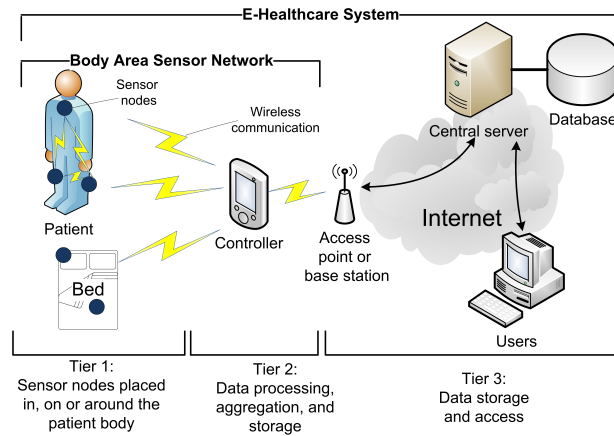 E-Healthcare System
Body Area Sensor Network
Sensor
nodes
Wireless
communication
Central server
Database
Internet
Patient
Controller
Access
point or
base station
Bed
Users
Tier 1:
Sensor nodes placed
in, on or around the
patient body
Tier 2:
Data processing,
aggregation, and
storage
Tier 3:
Data storage
and access